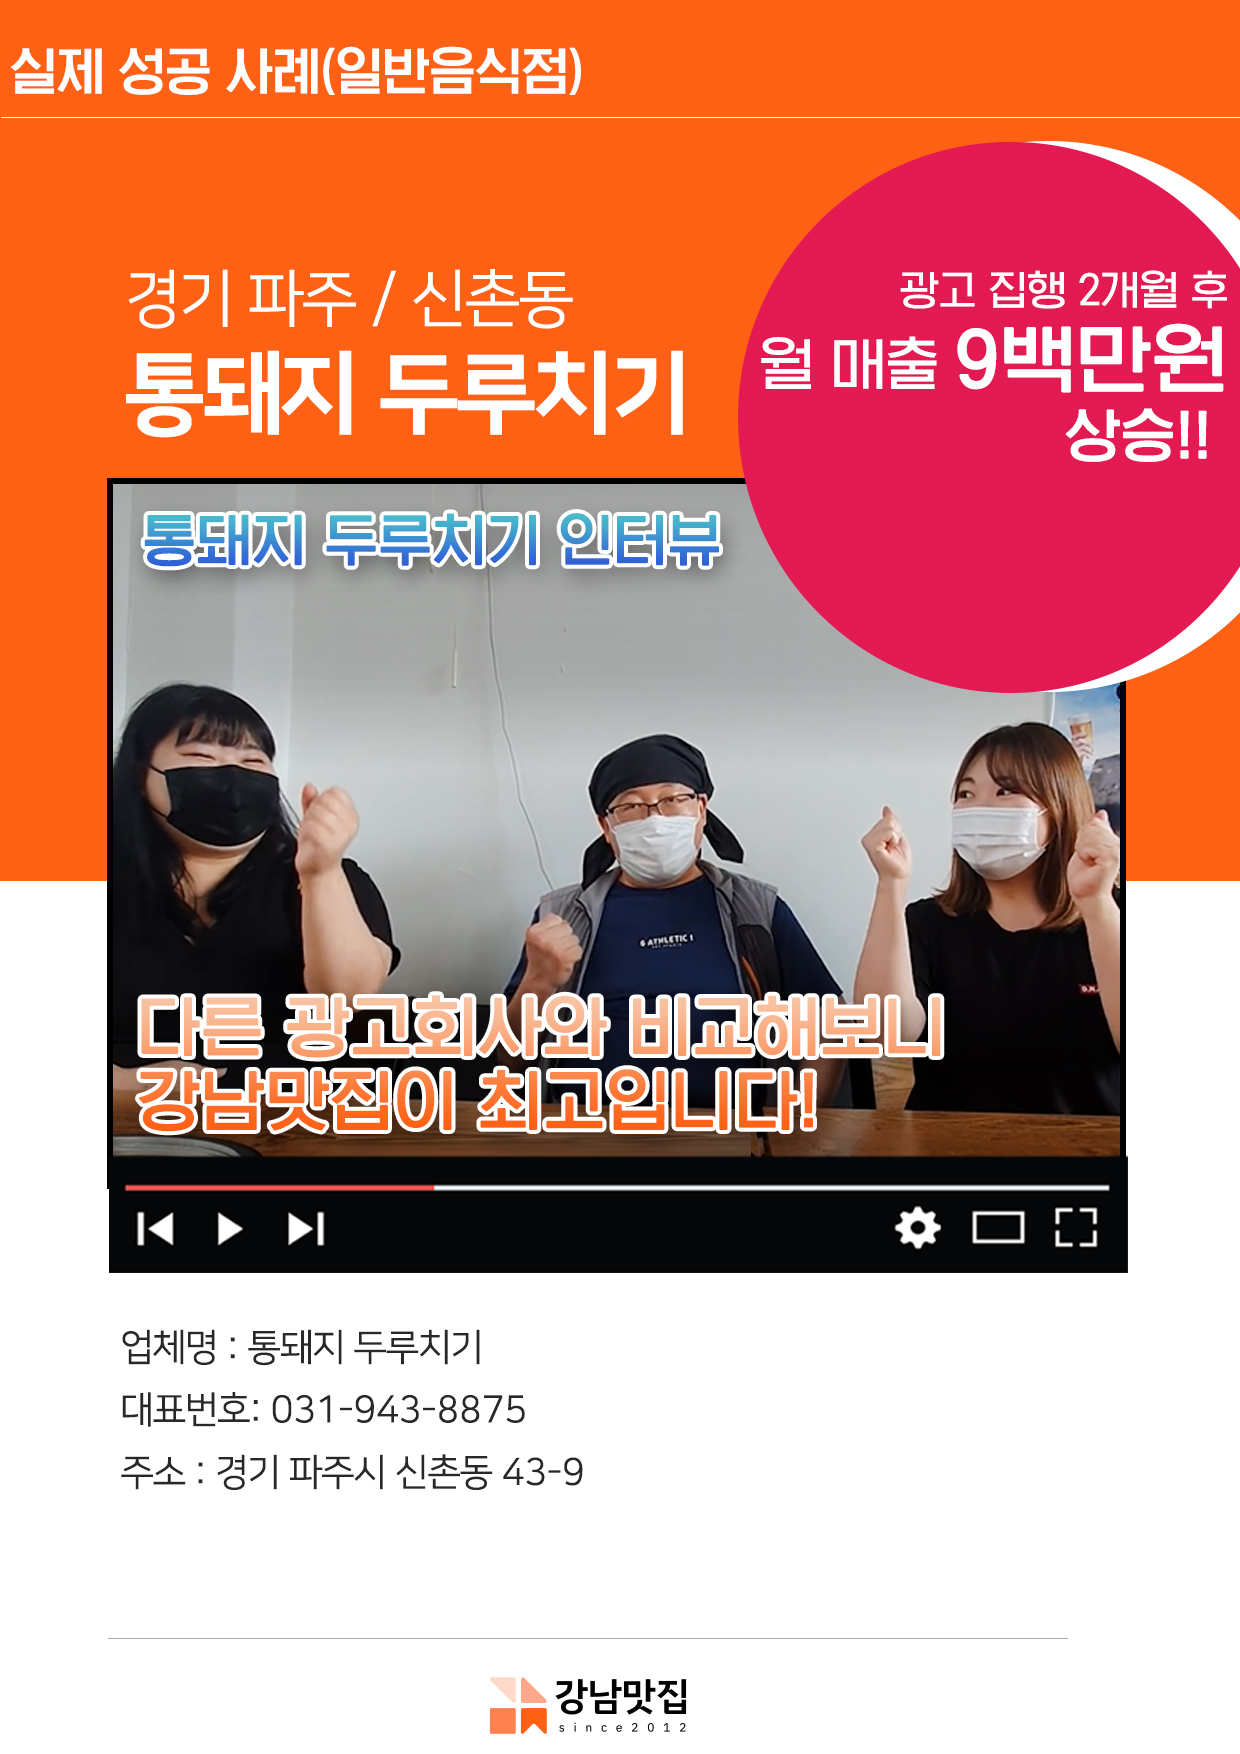 실제 성공 사례(일반음식점)
경기 파주 / 신촌동
통돼지 두루치기
광고 집행 2개월 후
월 매출 9백만원
상승!!
통돼지 두루치기 인터뷰
6 ATHLETIC 1
다른 광고회사와 비교해보니
강남맛집이 최고입니다!
업체명 : 통돼지 두루치기
대표번호: 031-943-8875
주소 : 경기 파주시 신촌동 43-9
강남맛집
since2012